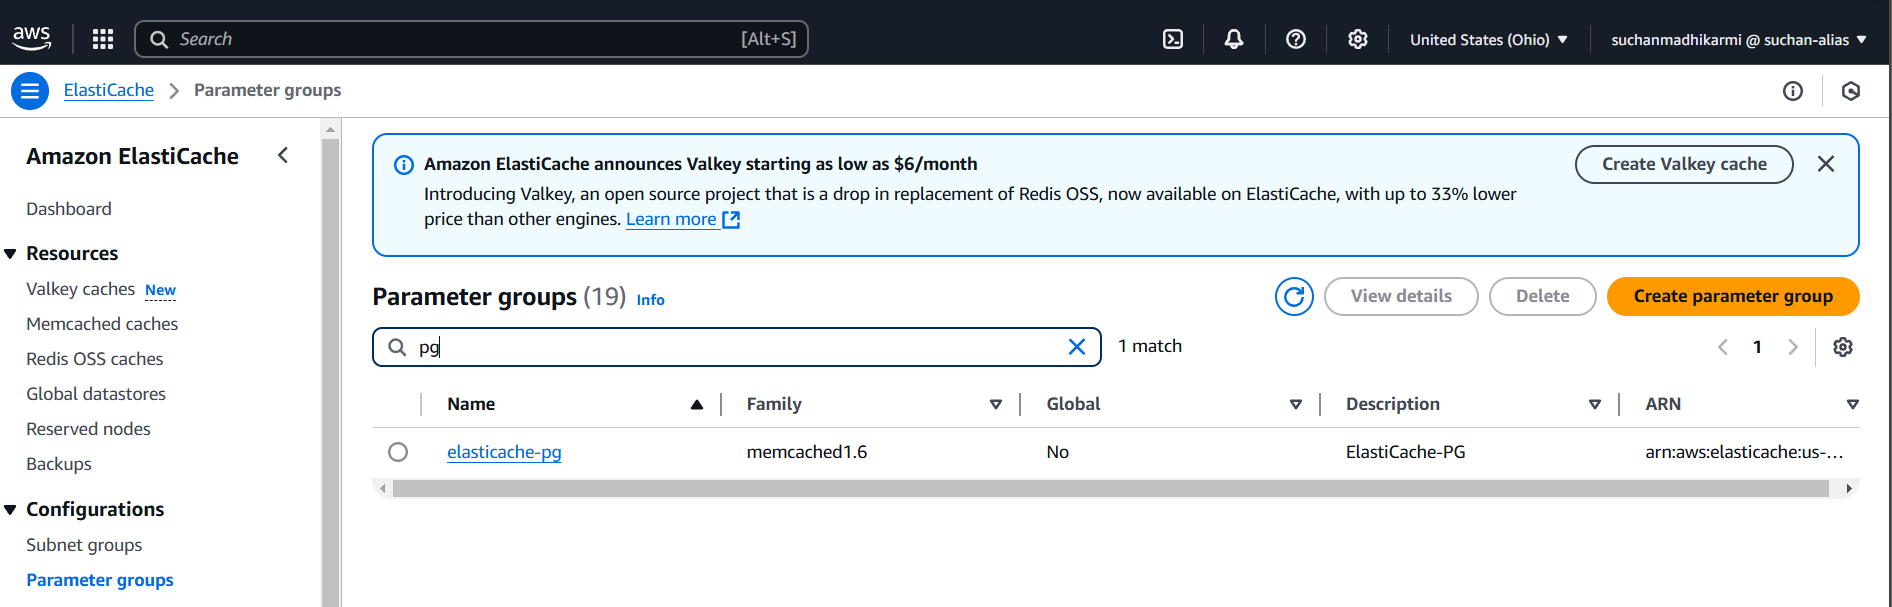 aws
Search [Alt+S]
United States (Ohio)
suchanmadhikarmi @ suchan-alias
ElastiCache
Parameter groups
Amazon ElastiCache
Dashboard
Resources
Valkey caches New
Memcached caches
Redis OSS caches
Global datastores
Reserved nodes
Backups
Configurations
Subnet groups
Parameter groups
Amazon ElastiCache announces Valkey starting as low as $6/month
Introducing Valkey, an open source project that is a drop in replacement of Redis OSS, now available on ElastiCache, with up to 33% lower
price than other engines. Learn more
Create Valkey cache
Parameter groups (19) Info
View details
Delete
Create parameter group
pg
1 match
1
Name Family Global Description ARN
elasticache-pg memcached1.6 No ElastiCache-PG arn:aws:elasticache:us-...